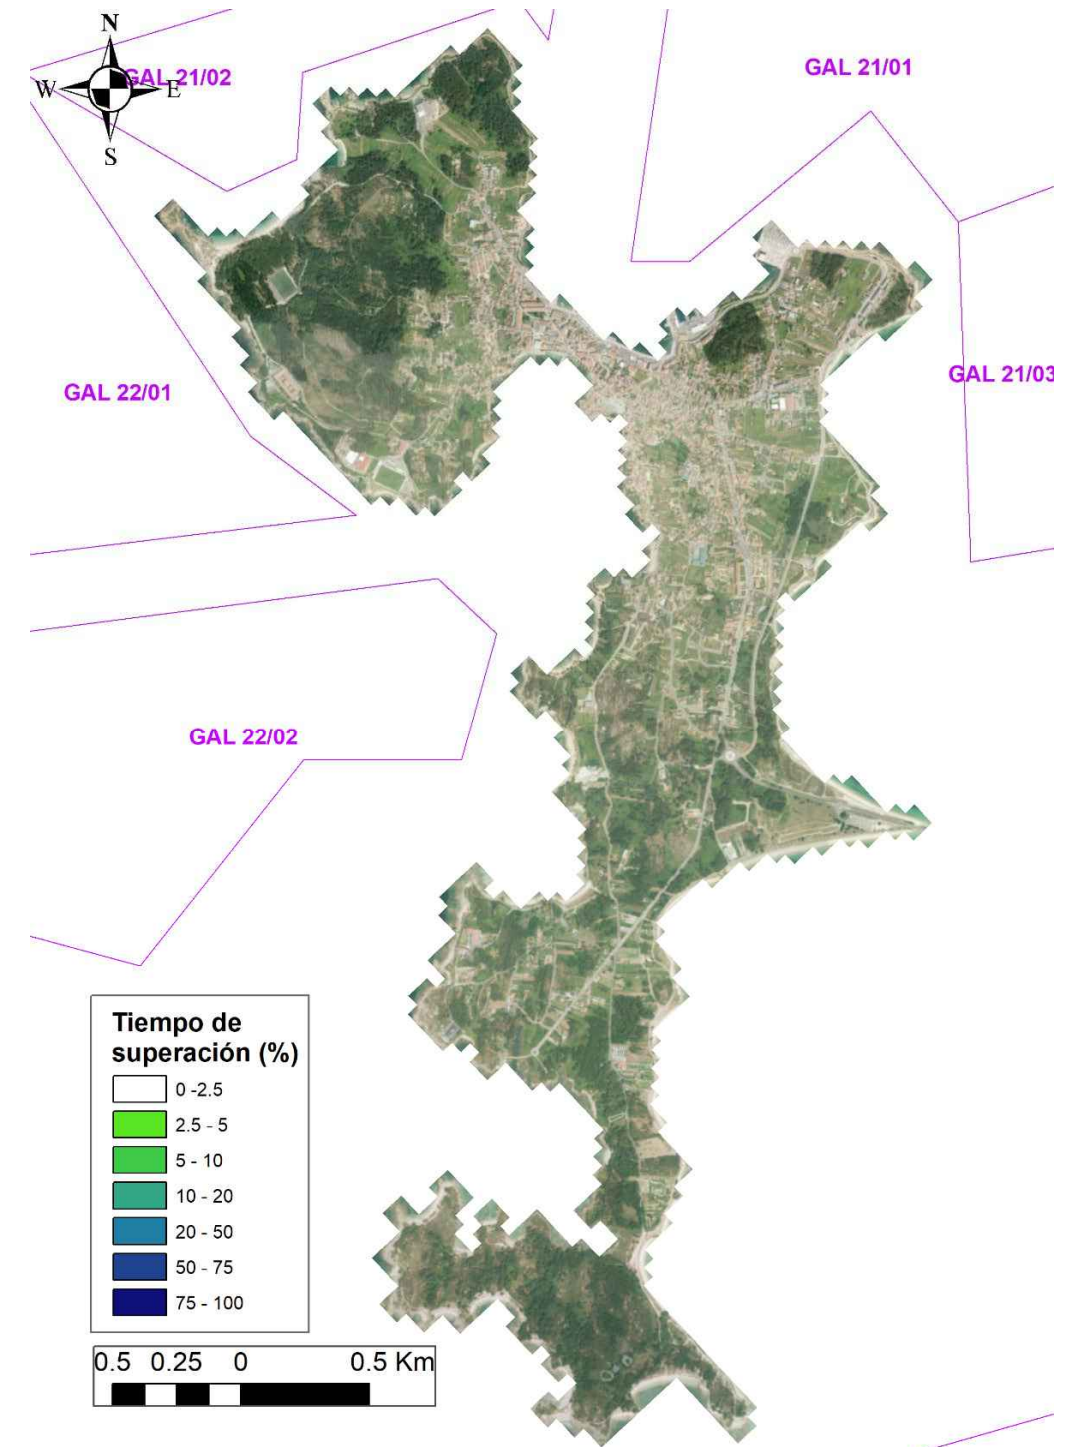 N
W
E
S
GAL 21/02
GAL 21/01
GAL 22/01
GAL 21/03
GAL 22/02
Tiempo de
superación (%)
0 -2.5
2.5 - 5
5 - 10
10 - 20
20 - 50
50 - 75
75 - 100
0.5 0.25 0 0.5 Km